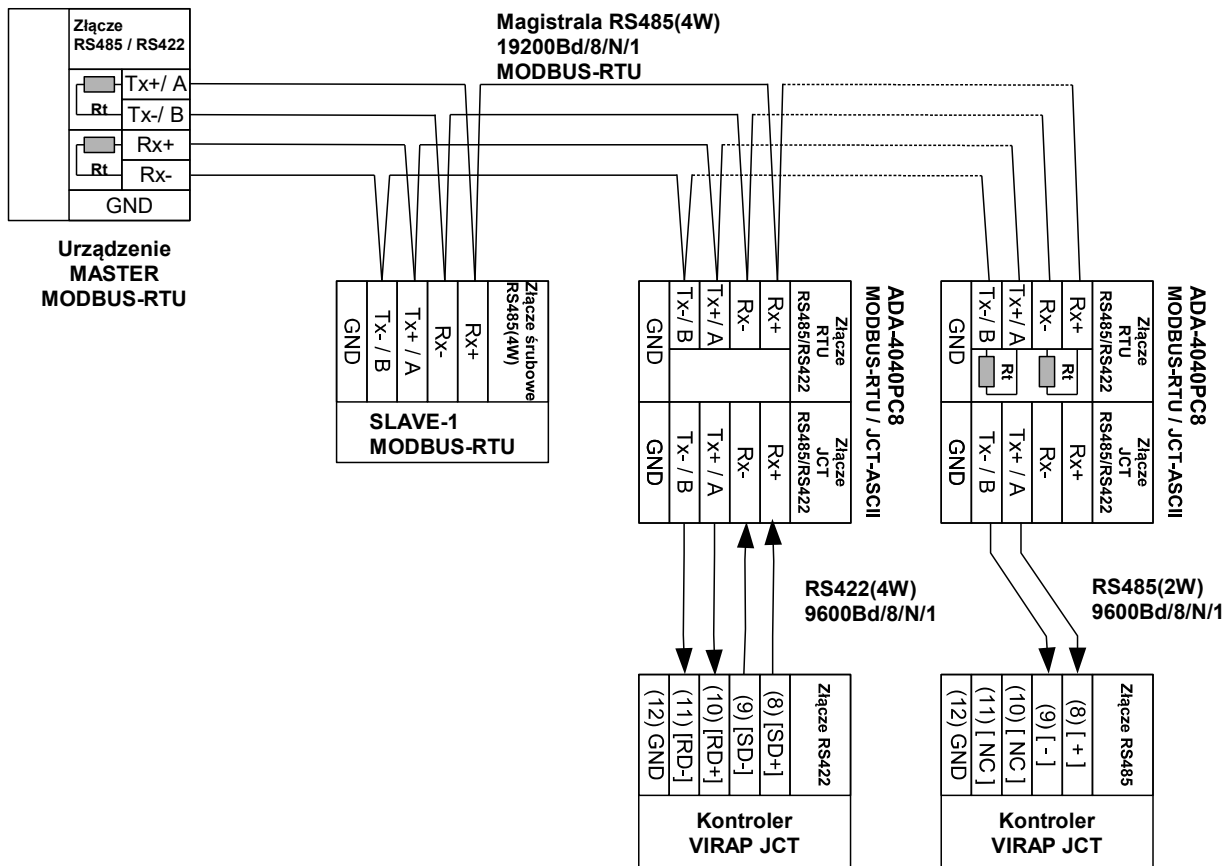 Złącze
RS485 / RS422
Rt
Tx+/ A
Tx-/ B
Rt
Rx+
Rx-
GND
Urządzenie
MASTER
MODBUS-RTU
Magistrala RS485(4W)
19200Bd/8/N/1
MODBUS-RTU
GND
Tx- / B
Tx+ / A
Rx-
Rx+
Złącze śrubowe
RS485(4W)
SLAVE-1
MODBUS-RTU
GND
Tx-/ B
Tx+/ A
Rx-
Rx+
Złącze
RTU
RS485/RS422
GND
Tx- / B
Tx+ / A
Rx-
Rx+
Złącze
JCT
RS485/RS422
ADA-4040PC8
MODBUS-RTU / JCT-ASCII
GND
Tx-/ B
Tx+/ A
Rx-
Rx+
Złącze
RTU
RS485/RS422
Rt
Rt
GND
Tx- / B
Tx+ / A
Rx-
Rx+
Złącze
JCT
RS485/RS422
ADA-4040PC8
MODBUS-RTU / JCT-ASCII
RS422(4W)
9600Bd/8/N/1
RS485(2W)
9600Bd/8/N/1
(12) GND
(11) [RD-]
(10) [RD+]
(9) [SD-]
(8) [SD+]
Złącze RS422
Kontroler
VIRAP JCT
(12) GND
(11) [ NC ]
(10) [ NC ]
(9) [ - ]
(8) [ + ]
Złącze RS485
Kontroler
VIRAP JCT